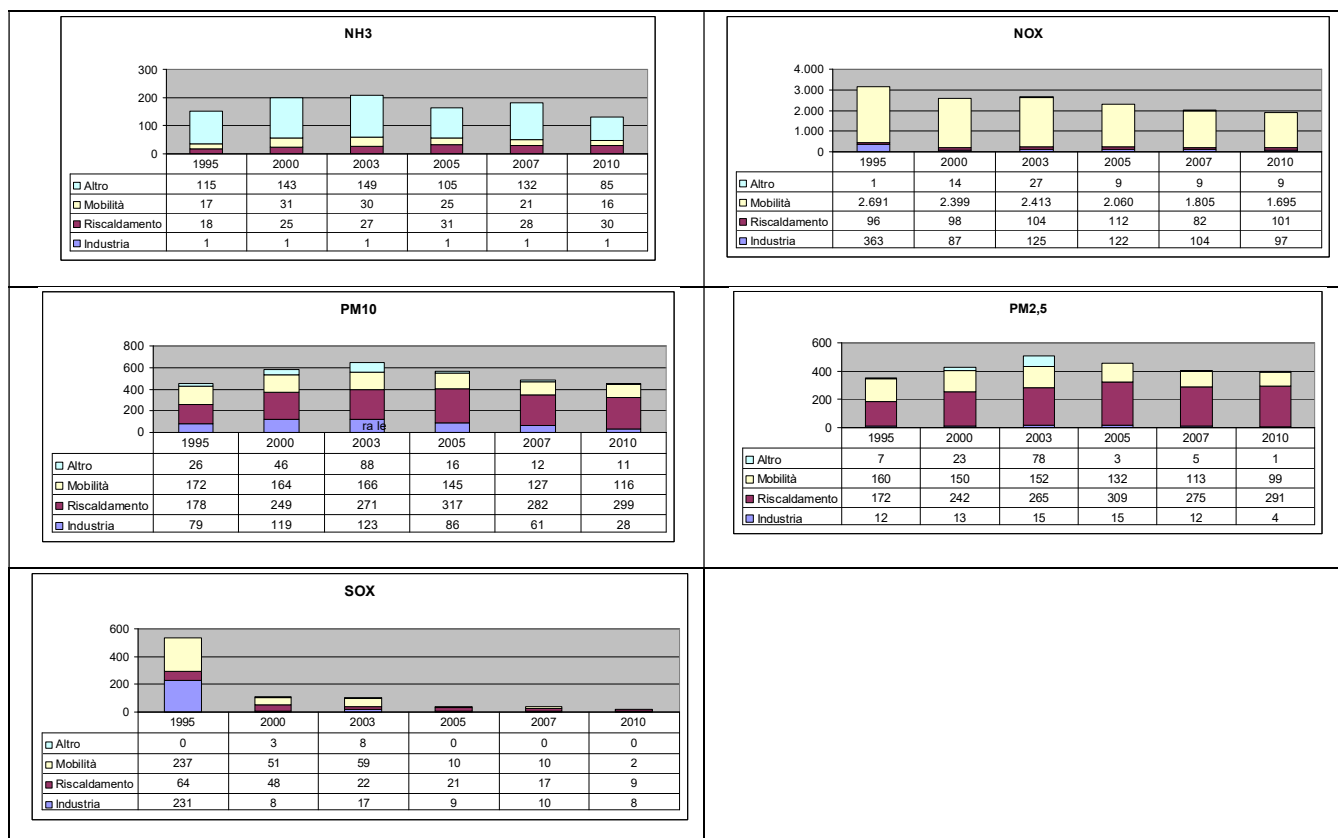 NH3
300
200
100
0
1995 2000 2003 2005 2007 2010
Altro 115 143 149 105 132 85
Mobilità 17 31 30 25 21 16
Riscaldamento 18 25 27 31 28 30
Industria 1 1 1 1 1 1
NOX
4.000
3.000
2.000
1.000
0
1995 2000 2003 2005 2007 2010
Altro 1 14 27 9 9 9
Mobilità 2.691 2.399 2.413 2.060 1.805 1.695
Riscaldamento 96 98 104 112 82 101
Industria 363 87 125 122 104 97
PM10
800
600
400
200
0
ra le
1995 2000 2003 2005 2007 2010
Altro 26 46 88 16 12 11
Mobilità 172 164 166 145 127 116
Riscaldamento 178 249 271 317 282 299
Industria 79 119 123 86 61 28
PM2,5
600
400
200
0
1995 2000 2003 2005 2007 2010
Altro 7 23 78 3 5 1
Mobilità 160 150 152 132 113 99
Riscaldamento 172 242 265 309 275 291
Industria 12 13 15 15 12 4
SOX
600
400
200
0
1995 2000 2003 2005 2007 2010
Altro 0 3 8 0 0 0
Mobilità 237 51 59 10 10 2
Riscaldamento 64 48 22 21 17 9
Industria 231 8 17 9 10 8